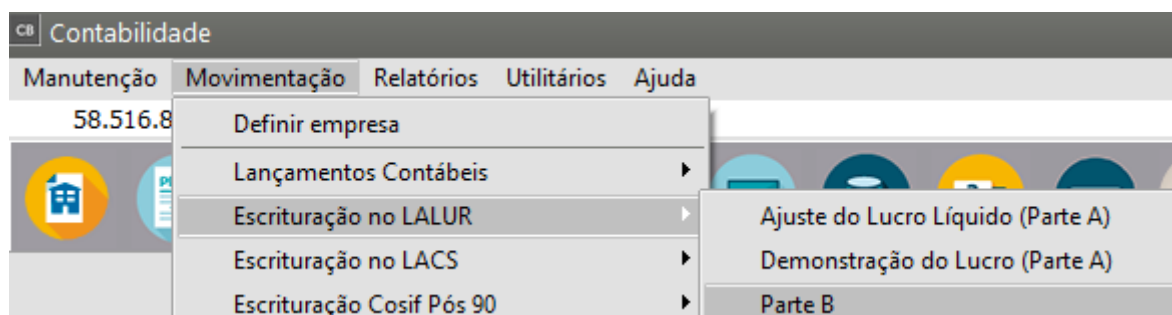 CB Contabilidade
Manutenção Movimentação Relatórios Utilitários Ajuda
58.516.8
Definir empresa
Lançamentos Contábeis
Escrituração no LALUR
Ajuste do Lucro Líquido (Parte A)
Escrituração no LACS
Demonstração do Lucro (Parte A)
Escrituração Cosif Pós 90
Parte B